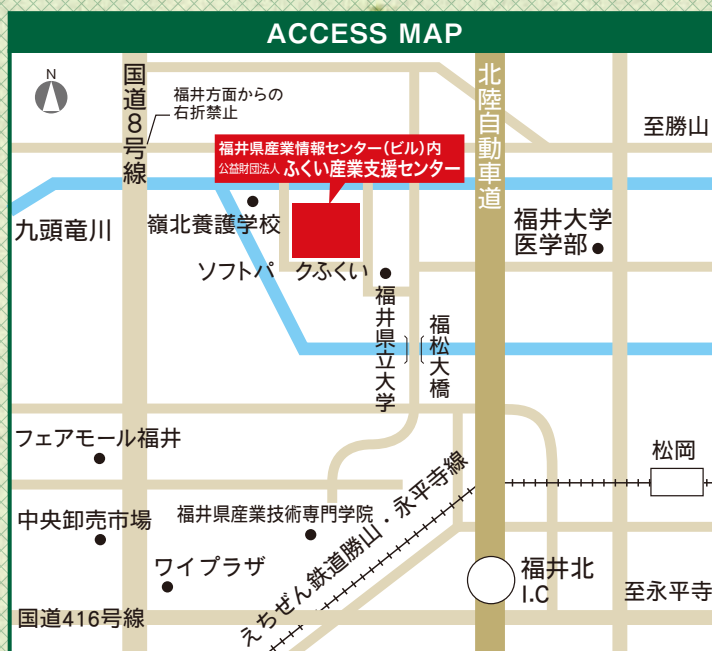 ACCESS MAP
N
国道8号線
福井方面からの
右折禁止
北陸自動車道
至勝山
福井県産業情報センター(ビル)内
公益財団法人 ふくい産業支援センター
九頭竜川
嶺北養護学校
福井大学
医学部
ソフトパークふくい
福井県立大学
福松大橋
フェアモール福井
松岡
中央卸売市場
福井県産業技術専門学院
えちぜん鉄道勝山・永平寺線
ワイプラザ
福井北
I.C
至永平寺
国道416号線